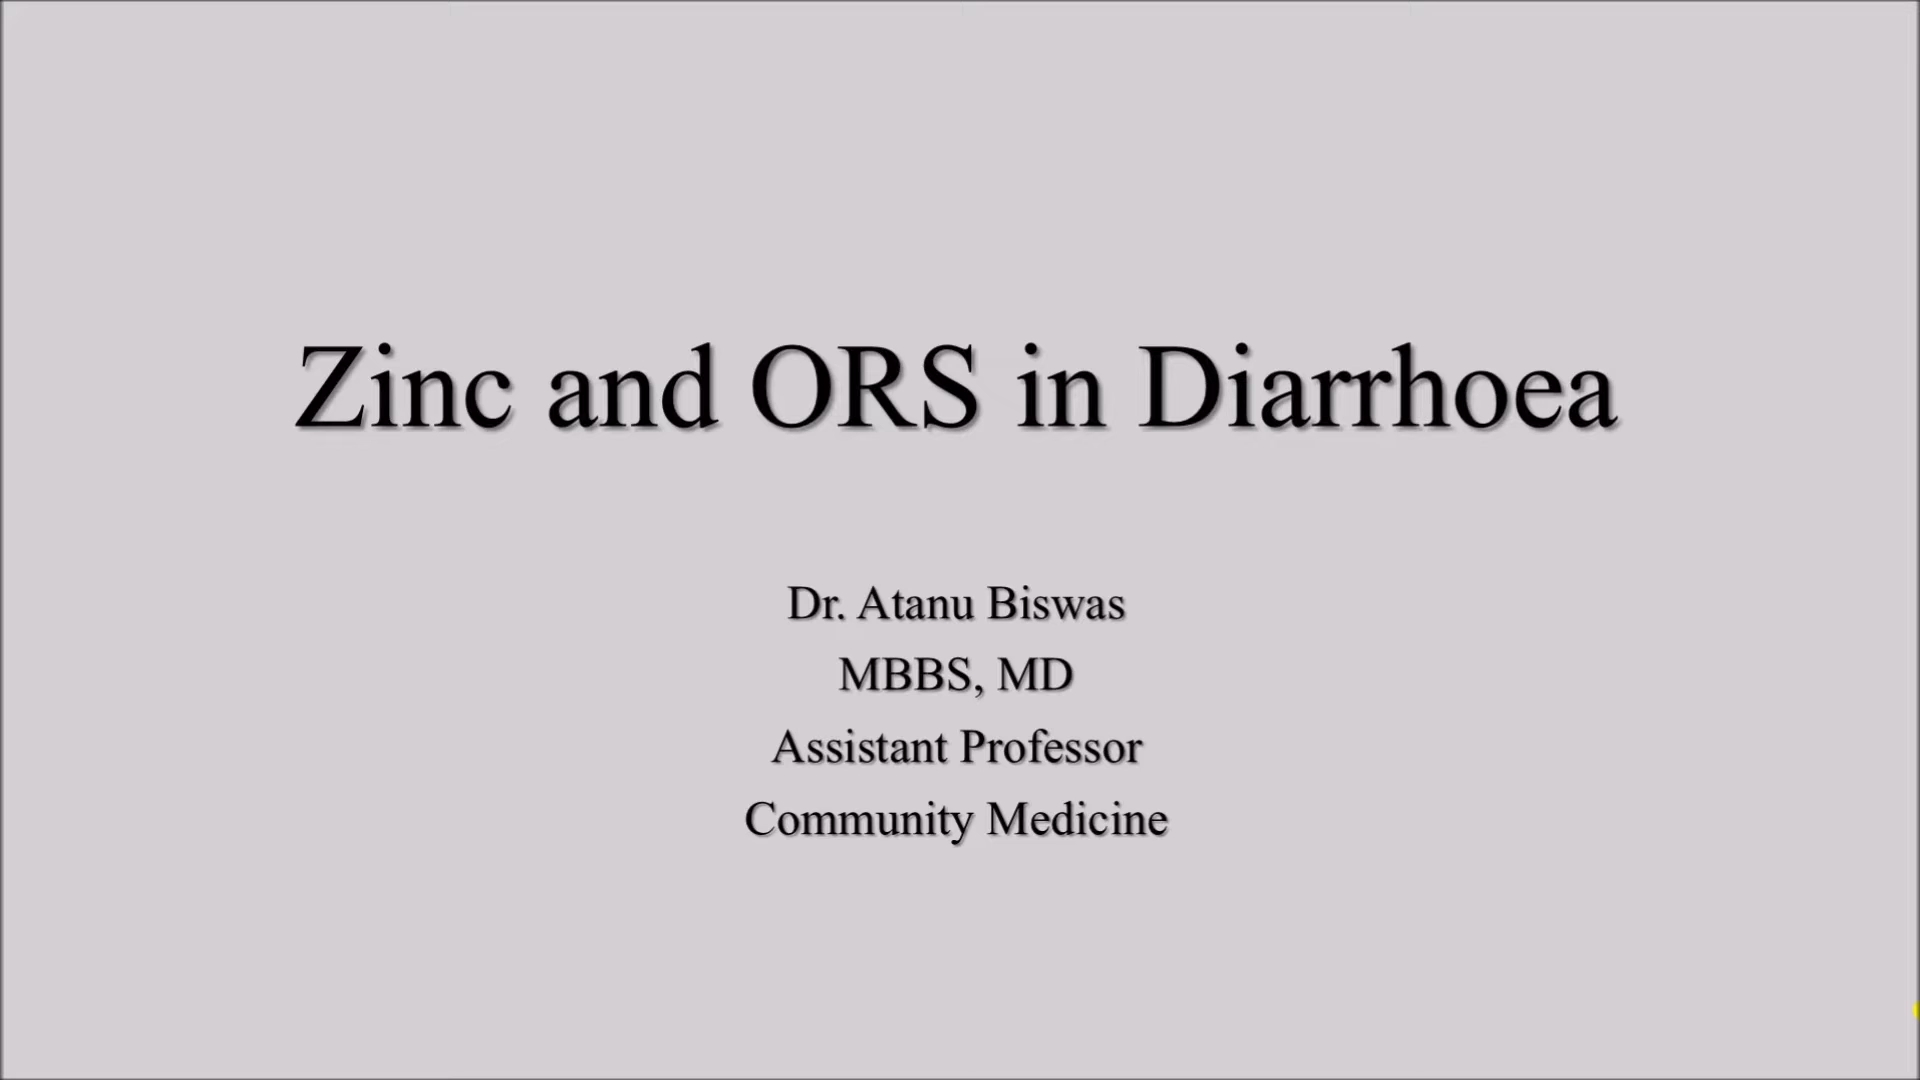 Zinc and ORS in Diarrhoea
Dr. Atanu Biswas
MBBS, MD
Assistant Professor
Community Medicine